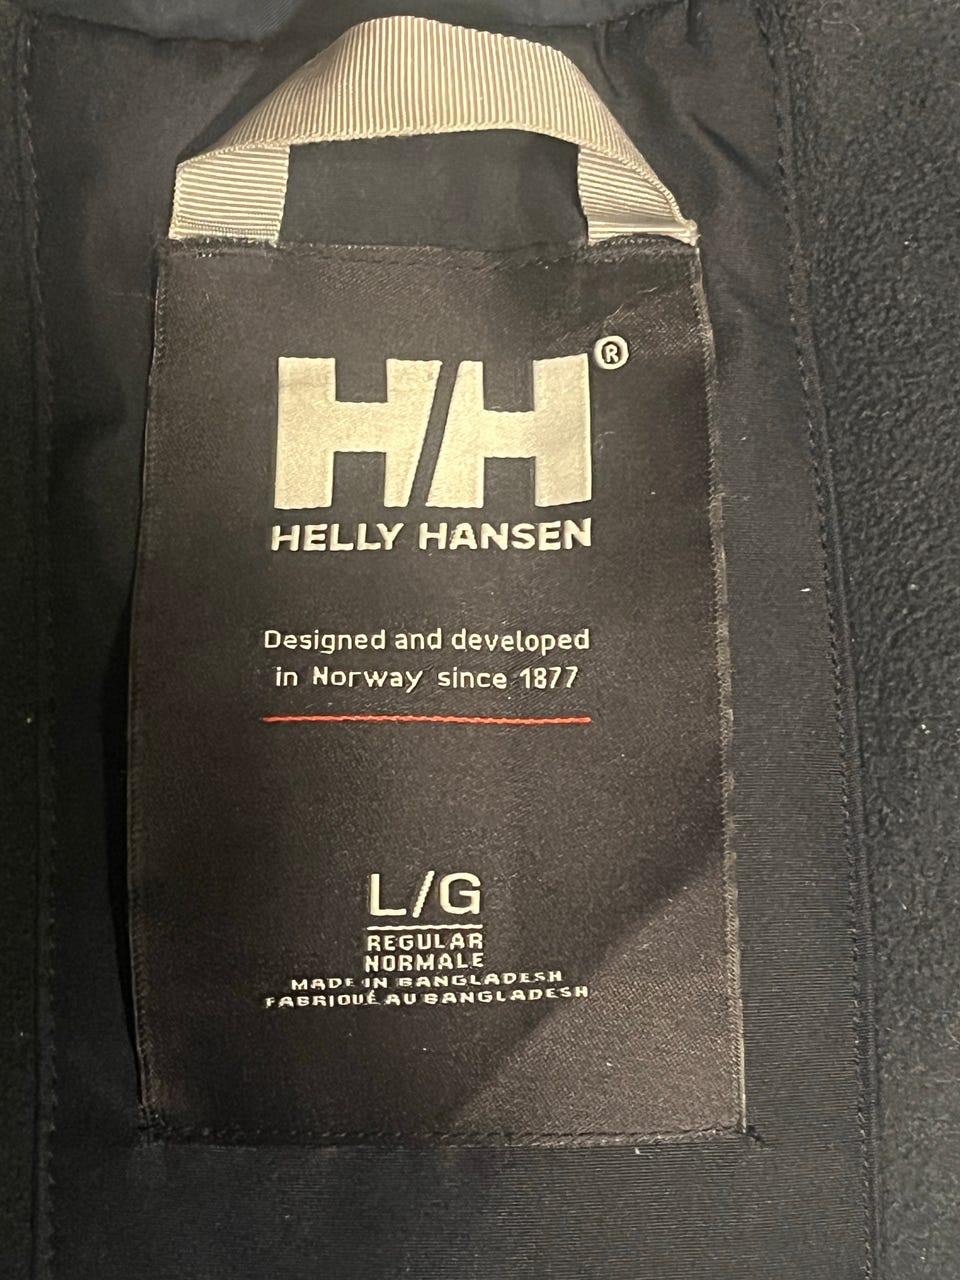 H/H®
HELLY HANSEN
Designed and developed
in Norway since 1877
L/G
REGULAR
NORMALE
MADE IN BANGLADESH
FABRIQUÉ AU BANGLADESH